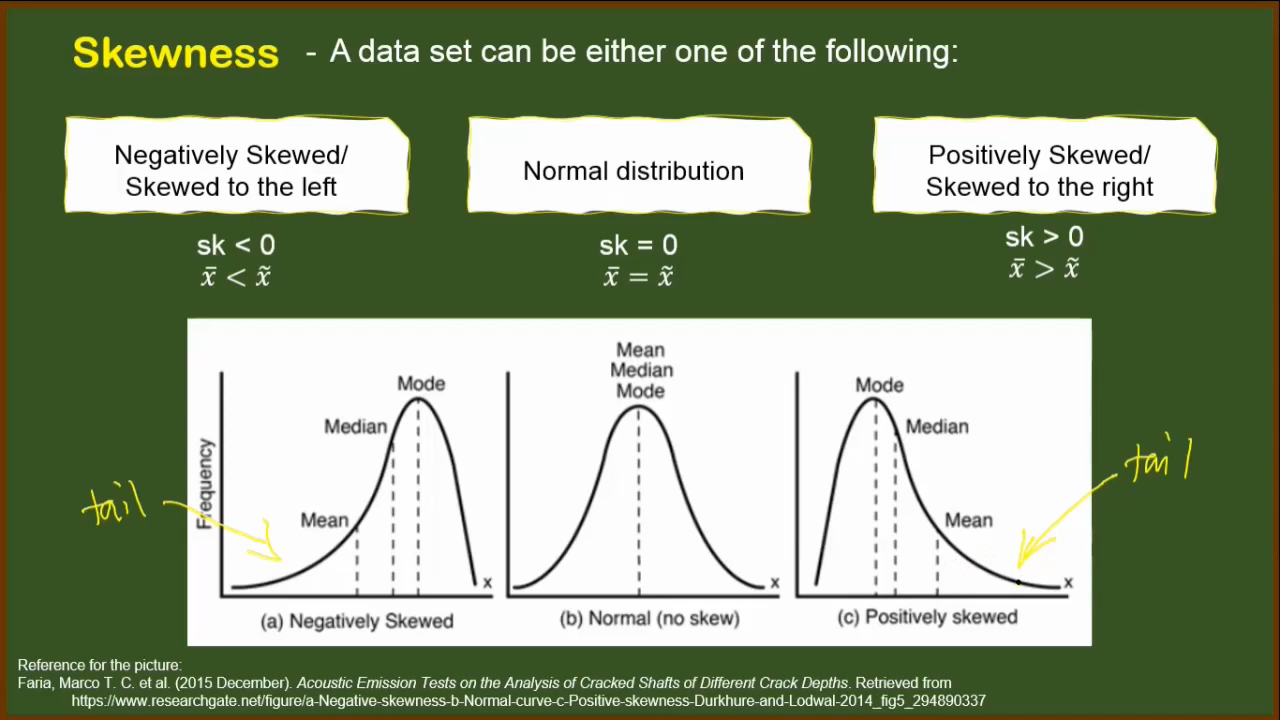 Skewness - A data set can be either one of the following:
Negatively Skewed/
Skewed to the left
sk < 0
x̄ < x̃
Normal distribution
sk = 0
x̄ = x̃
Positively Skewed/
Skewed to the right
sk > 0
x̄ > x̃
tail
Frequency
Mode
Median
Mean
x
(a) Negatively Skewed
Mean
Median
Mode
x
(b) Normal (no skew)
Mode
Median
Mean
x
(c) Positively skewed
tail
Reference for the picture:
Faria, Marco T. C. et al. (2015 December). Acoustic Emission Tests on the Analysis of Cracked Shafts of Different Crack Depths. Retrieved from
https://www.researchgate.net/figure/a-Negative-skewness-b-Normal-curve-c-Positive-skewness-Durkhure-and-Lodwal-2014_fig5_294890337